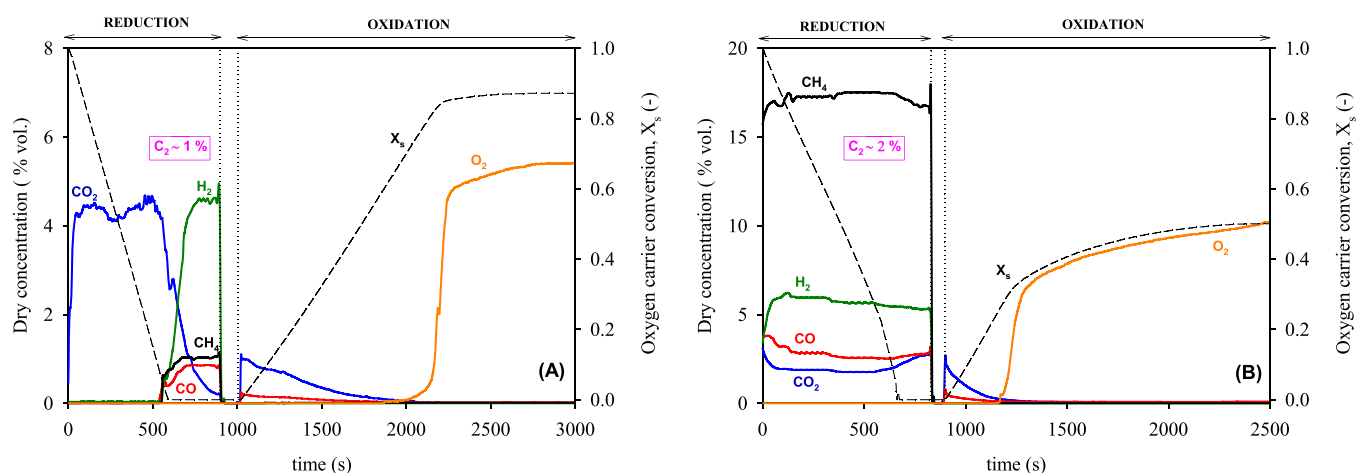 REDUCTION
OXIDATION
8
6
4
2
0
1.0
0.8
0.6
0.4
0.2
0.0
0
500
1000
1500
2000
2500
3000
Dry concentration ( % vol.)
Oxygen carrier conversion, Xs (-)
time (s)
C2 ~ 1 %
CO2
H2
CH4
CO
Xs
O2
(A)
REDUCTION
OXIDATION
20
15
10
5
0
1.0
0.8
0.6
0.4
0.2
0.0
0
500
1000
1500
2000
2500
Dry concentration ( % vol.)
Oxygen carrier conversion, Xs (-)
time (s)
CH4
C2 ~ 2 %
H2
CO
CO2
Xs
O2
(B)